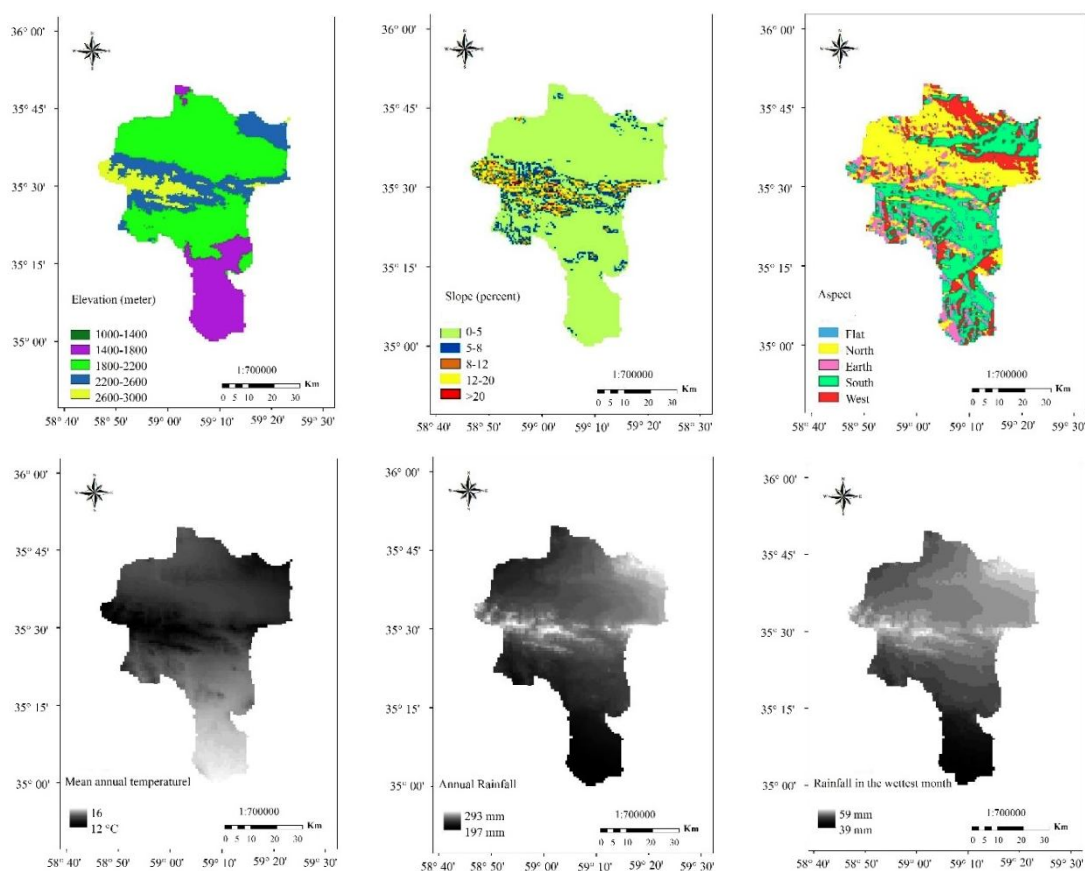 36° 00'
35° 45'
35° 30'
35° 15'
35° 00'
Elevation (meter)
1000-1400
1400-1800
1800-2200
2200-2600
2600-3000
1:700000
Km
0 5 10 20 30
58° 40' 58° 50' 59° 00' 59° 10' 59° 20' 59° 30'
36° 00'
35° 45'
35° 30'
35° 15'
35° 00'
Slope (percent)
0-5
5-8
8-12
12-20
>20
1:700000
Km
0 5 10 20 30
58° 40' 58° 50' 59° 00' 59° 10' 59° 20' 59° 30'
36° 00'
35° 45'
35° 30'
35° 15'
35° 00'
Aspect
Flat
North
Earth
South
West
1:700000
Km
0 5 10 20 30
58° 40' 58° 50' 59° 00' 59° 10' 59° 20' 59° 30'
36° 00'
35° 45'
35° 30'
35° 15'
35° 00'
Mean annual temperaturel
16
12 °C
1:700000
Km
0 5 10 20 30
58° 40' 58° 50' 59° 00' 59° 10' 59° 20' 59° 30'
36° 00'
35° 45'
35° 30'
35° 15'
35° 00'
Annual Rainfall
293 mm
197 mm
1:700000
Km
0 5 10 20 30
58° 40' 58° 50' 59° 00' 59° 10' 59° 20' 59° 30'
36° 00'
35° 45'
35° 30'
35° 15'
35° 00'
Rainfall in the wettest month
59 mm
39 mm
1:700000
Km
0 5 10 20 30
58° 40' 58° 50' 59° 00' 59° 10' 59° 20' 59° 30'